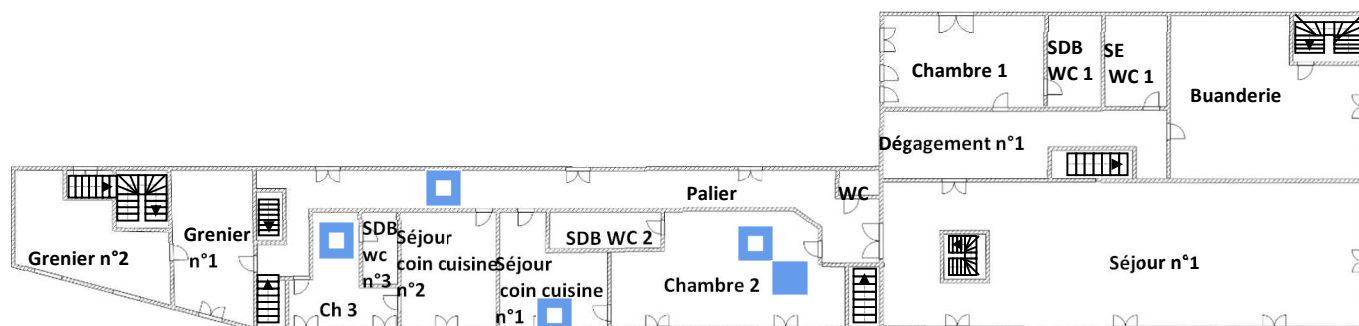 Chambre 1
SDB
WC 1
SE
WC 1
Buanderie
Dégagement n°1
Palier
WC
Grenier n°2
Grenier
n°1
SDB
wc
n°3
Séjour
coin cuisine
n°2
Séjour
coin cuisine
n°1
SDB WC 2
Chambre 2
Ch 3
Séjour n°1